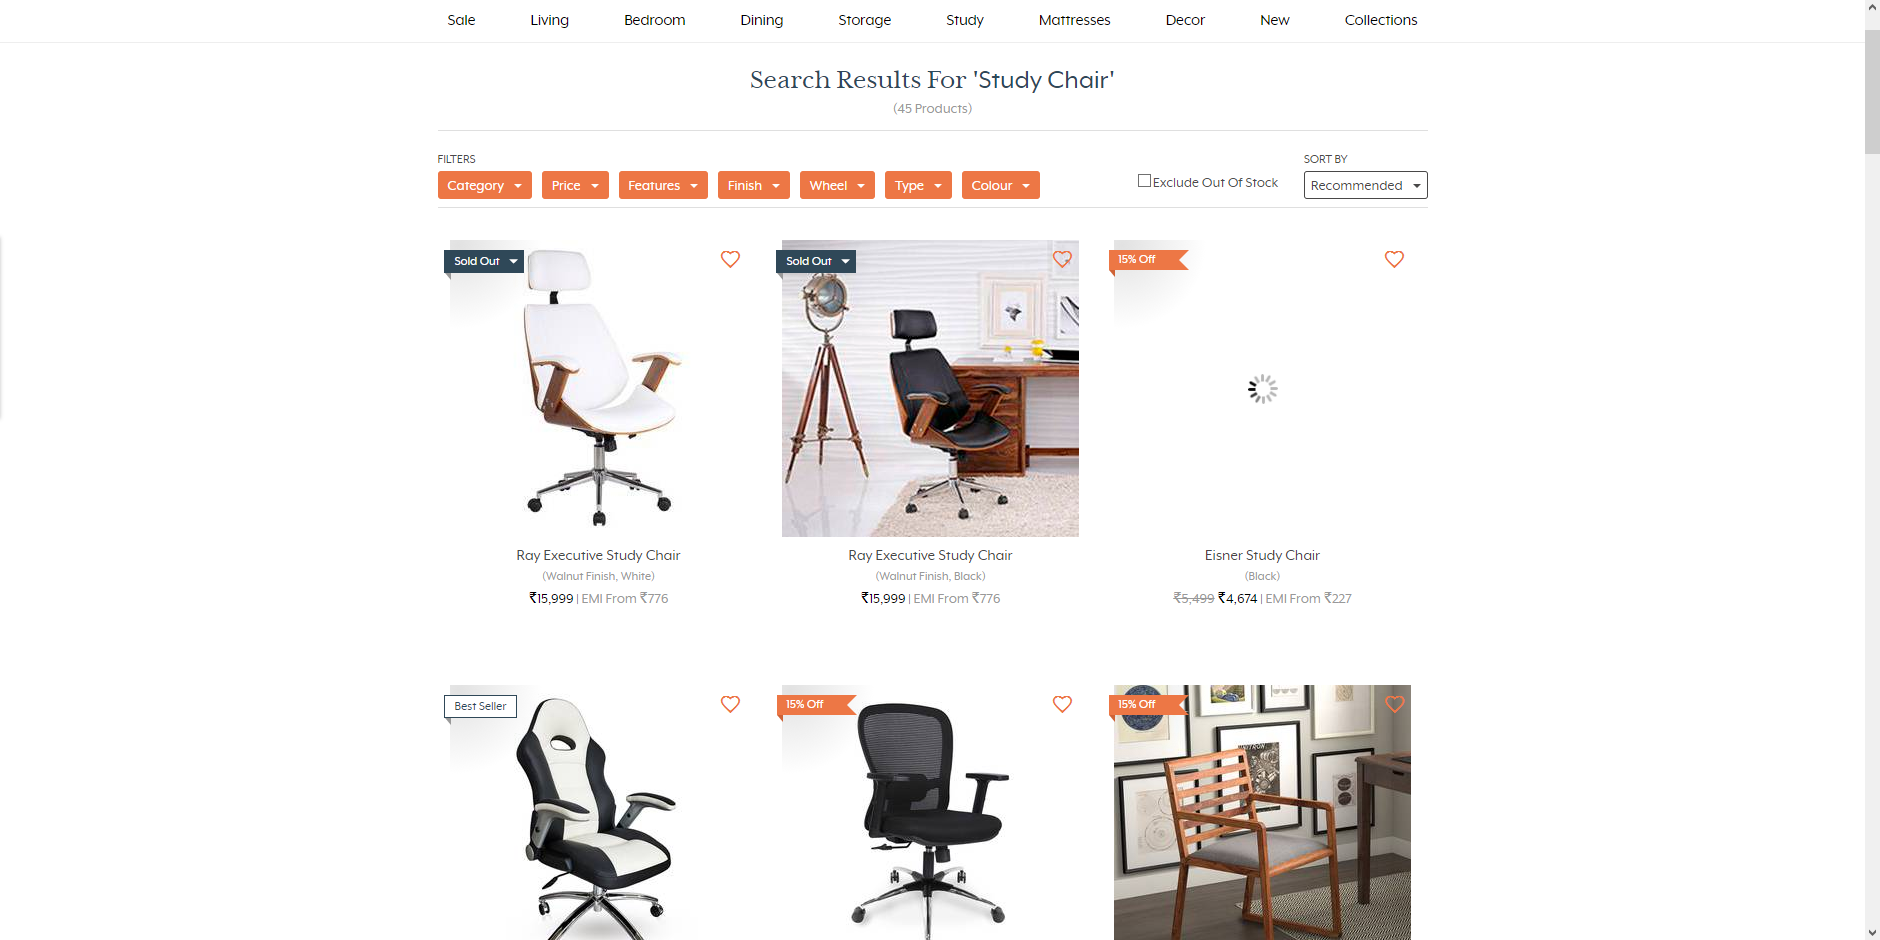 Sale Living Bedroom Dining Storage Study Mattresses Decor New Collections
Search Results For 'Study Chair'
(45 Products)
FILTERS
SORT BY
Category Price Features Finish Wheel Type Colour
Exclude Out Of Stock
Recommended
Sold Out
Sold Out
15% Off
Ray Executive Study Chair
(Walnut Finish, White)
₹15,999 | EMI From ₹776
Ray Executive Study Chair
(Walnut Finish, Black)
₹15,999 | EMI From ₹776
Eisner Study Chair
(Black)
₹5,499 ₹4,674 | EMI From ₹227
Best Seller
15% Off
15% Off